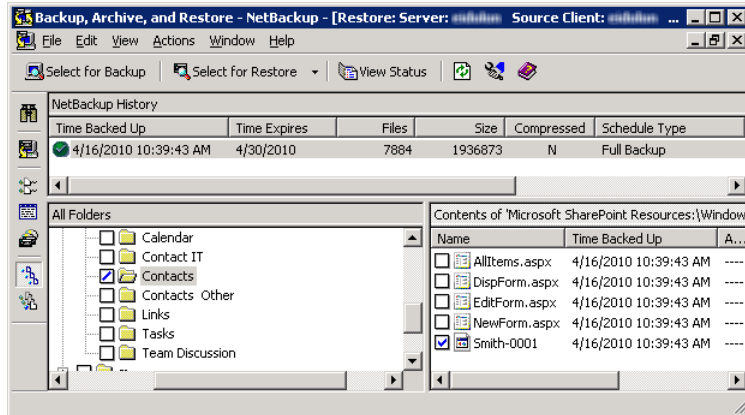 Backup, Archive, and Restore - NetBackup - [Restore: Server: Source Client: ...
File Edit View Actions Window Help
Select for Backup Select for Restore View Status
NetBackup History
Time Backed Up Time Expires Files Size Compressed Schedule Type
4/16/2010 10:39:43 AM 4/30/2010 7884 1936873 N Full Backup
All Folders
Calendar
Contact IT
Contacts
Contacts Other
Links
Tasks
Team Discussion
Contents of 'Microsoft SharePoint Resources:\Window
Name Time Backed Up A...
AllItems.aspx 4/16/2010 10:39:43 AM ----
DispForm.aspx 4/16/2010 10:39:43 AM ----
EditForm.aspx 4/16/2010 10:39:43 AM ----
NewForm.aspx 4/16/2010 10:39:43 AM ----
Smith-0001 4/16/2010 10:39:43 AM ----